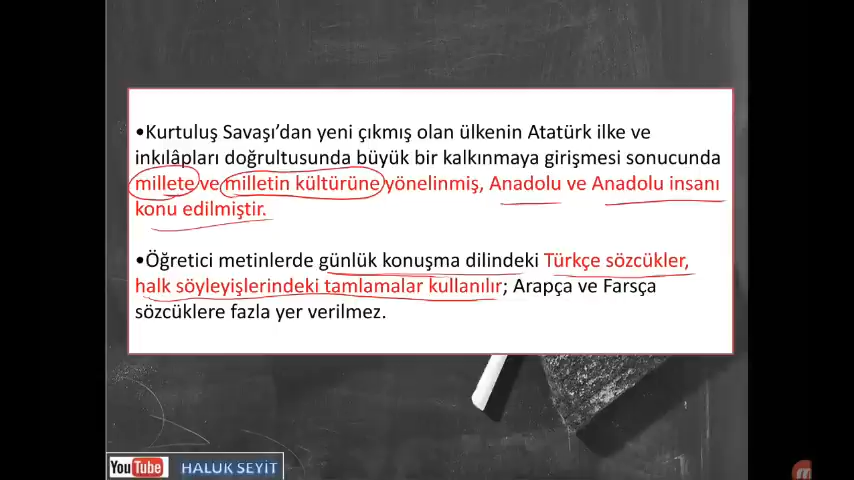 •Kurtuluş Savaşı’dan yeni çıkmış olan ülkenin Atatürk ilke ve
inkılâpları doğrultusunda büyük bir kalkınmaya girişmesi sonucunda
millete ve milletin kültürüne yönelinmiş, Anadolu ve Anadolu insanı
konu edilmiştir.
•Öğretici metinlerde günlük konuşma dilindeki Türkçe sözcükler,
halk söyleyişlerindeki tamlamalar kullanılır; Arapça ve Farsça
sözcüklere fazla yer verilmez.
YouTube HALUK SEYİT